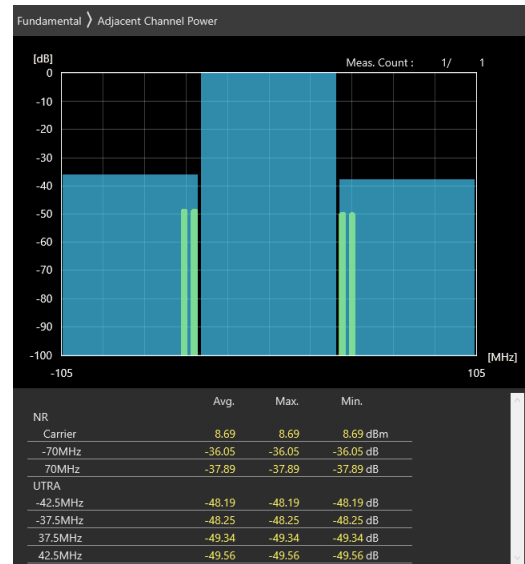 Fundamental 〉 Adjacent Channel Power
[dB]
Meas. Count : 1/ 1
0
-10
-20
-30
-40
-50
-60
-70
-80
-90
-100
[MHz]
-105 105
Avg. Max. Min.
NR
Carrier 8.69 8.69 8.69 dBm
-70MHz -36.05 -36.05 -36.05 dB
70MHz -37.89 -37.89 -37.89 dB
UTRA
-42.5MHz -48.19 -48.19 -48.19 dB
-37.5MHz -48.25 -48.25 -48.25 dB
37.5MHz -49.34 -49.34 -49.34 dB
42.5MHz -49.56 -49.56 -49.56 dB